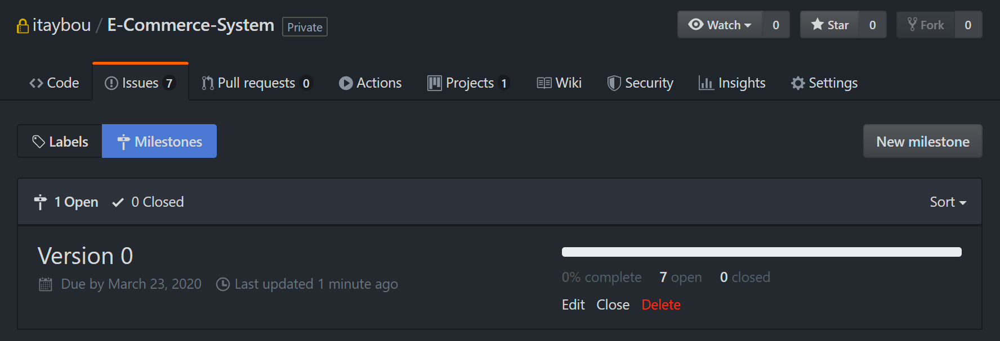 itaybou / E-Commerce-System Private Watch 0 Star 0 Fork 0
Code Issues 7 Pull requests 0 Actions Projects 1 Wiki Security Insights Settings
Labels Milestones New milestone
1 Open 0 Closed Sort
Version 0
Due by March 23, 2020 Last updated 1 minute ago
0% complete 7 open 0 closed
Edit Close Delete